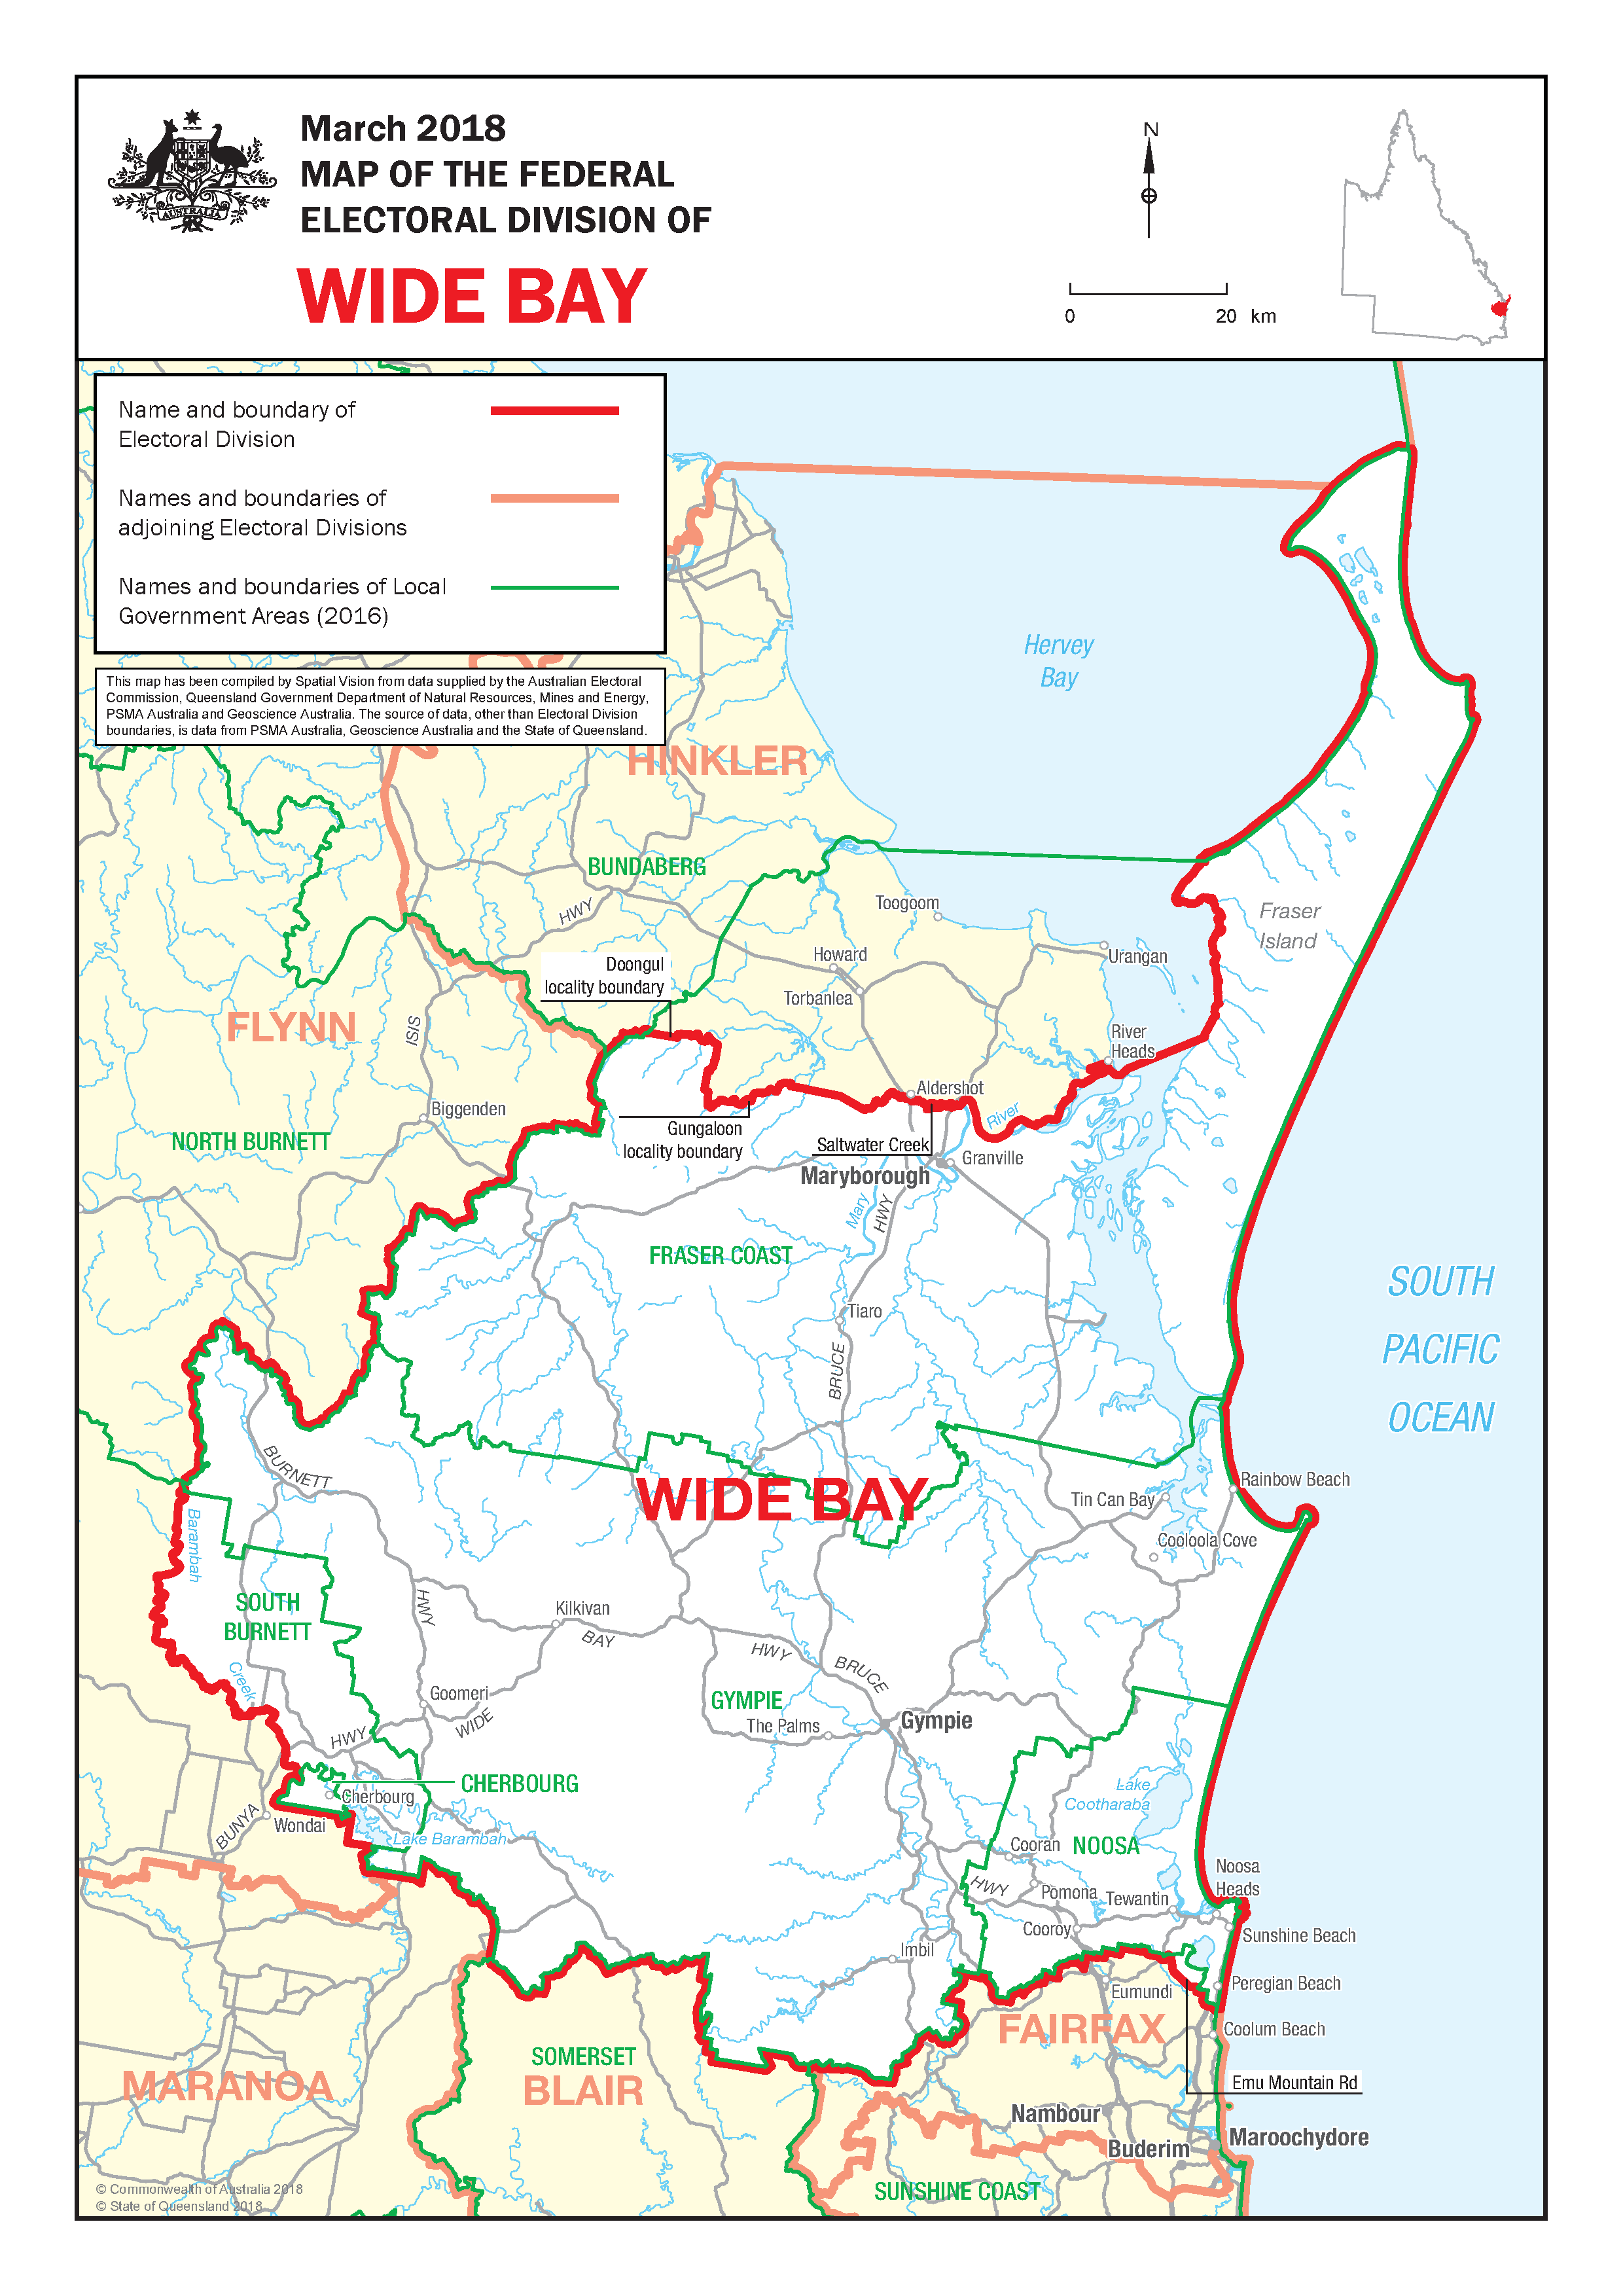 March 2018
MAP OF THE FEDERAL
ELECTORAL DIVISION OF
WIDE BAY
AUSTRALIA
N
0
20 km
Name and boundary of
Electoral Division
Names and boundaries of
adjoining Electoral Divisions
Names and boundaries of Local
Government Areas (2016)
This map has been compiled by Spatial Vision from data supplied by the Australian Electoral
Commission, Queensland Government Department of Natural Resources, Mines and Energy,
PSMA Australia and Geoscience Australia. The source of data, other than Electoral Division
boundaries, is data from PSMA Australia, Geoscience Australia and the State of Queensland.
Hervey
Bay
HINKLER
BUNDABERG
HWY
Toogoom
Fraser
Island
Howard
Urangan
Doongul
locality boundary
Torbanlea
FLYNN
ISIS
River
Heads
Aldershot
Biggenden
River
Gungaloon
locality boundary
NORTH BURNETT
Saltwater Creek
Granville
Maryborough
Mary
HWY
FRASER COAST
SOUTH
PACIFIC
OCEAN
Tiaro
BRUCE
BURNETT
WIDE BAY
Rainbow Beach
Tin Can Bay
Barambah
Cooloola Cove
SOUTH
BURNETT
HWY
Kilkivan
BAY
HWY
BRUCE
Creek
Goomeri
WIDE
GYMPIE
The Palms
Gympie
HWY
CHERBOURG
Cherbourg
Lake
Cootharaba
BUNYA
Wondai
Lake Barambah
Cooran
NOOSA
Noosa
Heads
HWY
Pomona
Tewantin
Cooroy
Sunshine Beach
Imbil
Eumundi
Peregian Beach
FAIRFAX
Coolum Beach
SOMERSET
BLAIR
MARANOA
Emu Mountain Rd
Nambour
Maroochydore
Buderim
SUNSHINE COAST
© Commonwealth of Australia 2018
© State of Queensland 2018